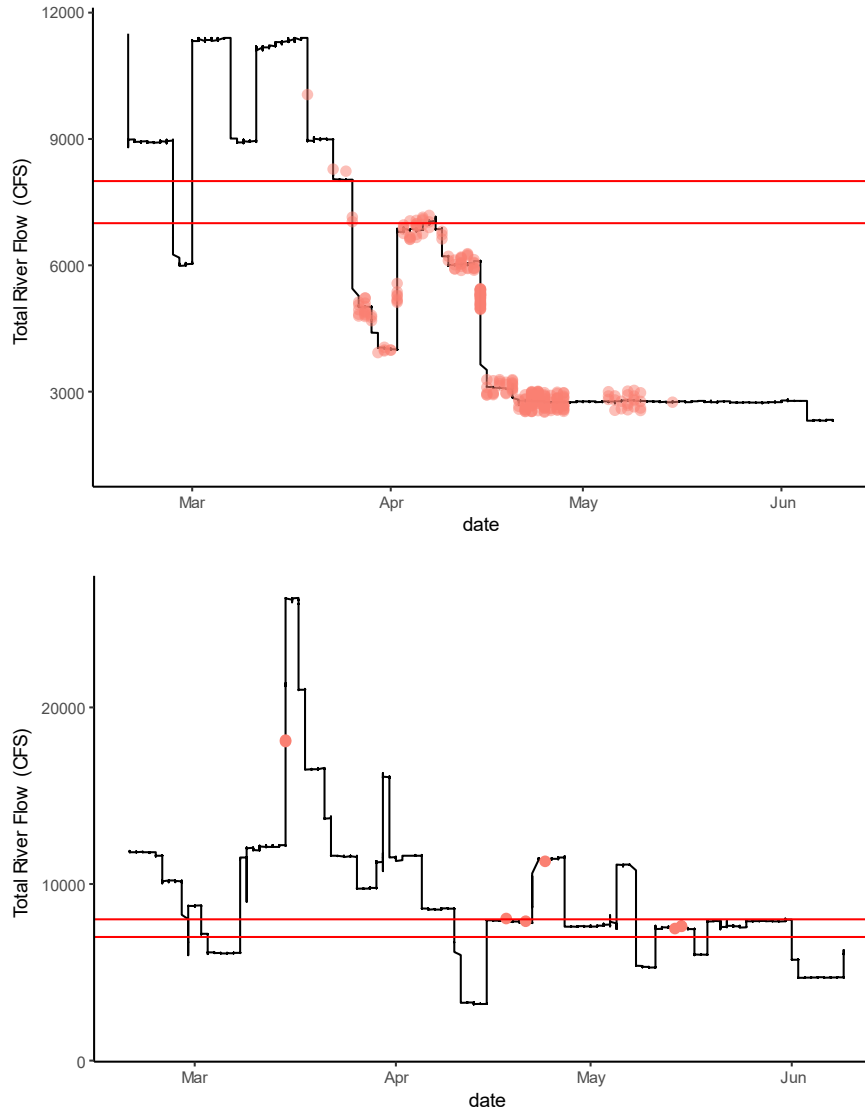 12000
9000
6000
3000
Total River Flow (CFS)
Mar
Apr
May
Jun
date
20000
10000
0
Total River Flow (CFS)
Mar
Apr
May
Jun
date